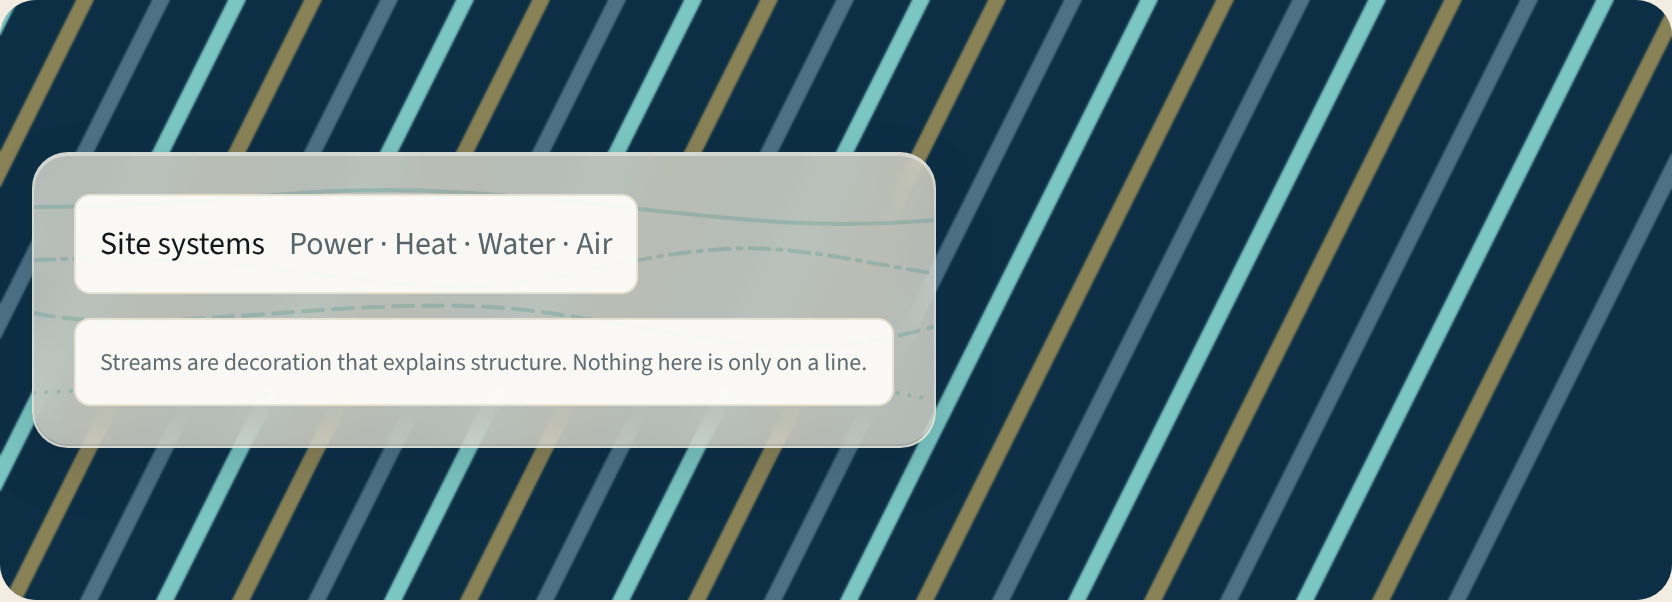 Site systems Power · Heat · Water · Air
Streams are decoration that explains structure. Nothing here is only on a line.